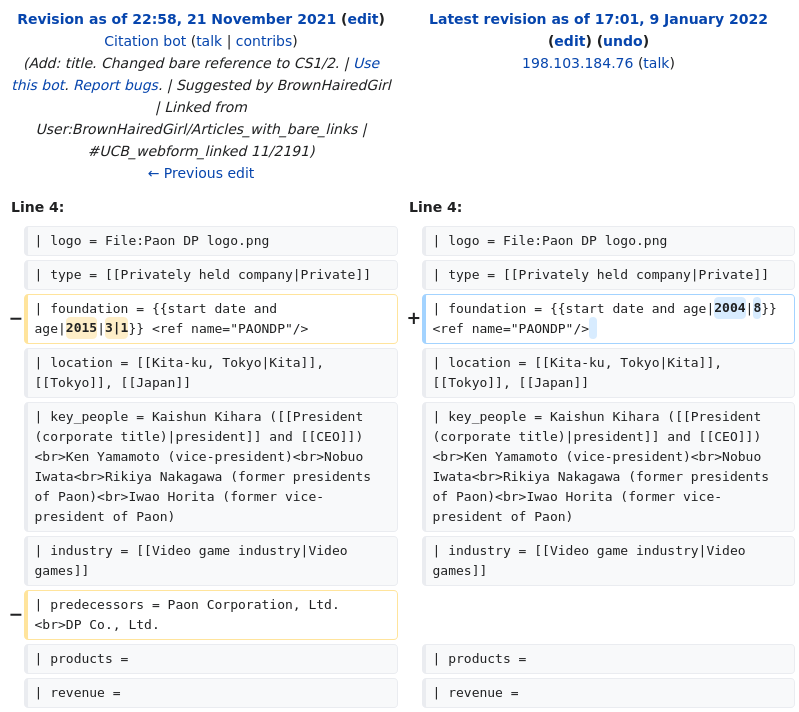 Revision as of 22:58, 21 November 2021 (edit)
Citation bot (talk | contribs)
(Add: title. Changed bare reference to CS1/2. | Use
this bot. Report bugs. | Suggested by BrownHairedGirl
| Linked from
User:BrownHairedGirl/Articles_with_bare_links |
#UCB_webform_linked 11/2191)
← Previous edit
Latest revision as of 17:01, 9 January 2022
(edit) (undo)
198.103.184.76 (talk)
Line 4:
| logo = File:Paon DP logo.png
| type = [[Privately held company|Private]]
− | foundation = {{start date and
age|2015|3|1}} <ref name="PAONDP"/>
| location = [[Kita-ku, Tokyo|Kita]],
[[Tokyo]], [[Japan]]
| key_people = Kaishun Kihara ([[President
(corporate title)|president]] and [[CEO]])
<br>Ken Yamamoto (vice-president)<br>Nobuo
Iwata<br>Rikiya Nakagawa (former presidents
of Paon)<br>Iwao Horita (former vice-
president of Paon)
| industry = [[Video game industry|Video
games]]
− | predecessors = Paon Corporation, Ltd.
<br>DP Co., Ltd.
| products =
| revenue =
Line 4:
| logo = File:Paon DP logo.png
| type = [[Privately held company|Private]]
+ | foundation = {{start date and age|2004|8}}
<ref name="PAONDP"/>
| location = [[Kita-ku, Tokyo|Kita]],
[[Tokyo]], [[Japan]]
| key_people = Kaishun Kihara ([[President
(corporate title)|president]] and [[CEO]])
<br>Ken Yamamoto (vice-president)<br>Nobuo
Iwata<br>Rikiya Nakagawa (former presidents
of Paon)<br>Iwao Horita (former vice-
president of Paon)
| industry = [[Video game industry|Video
games]]
| products =
| revenue =